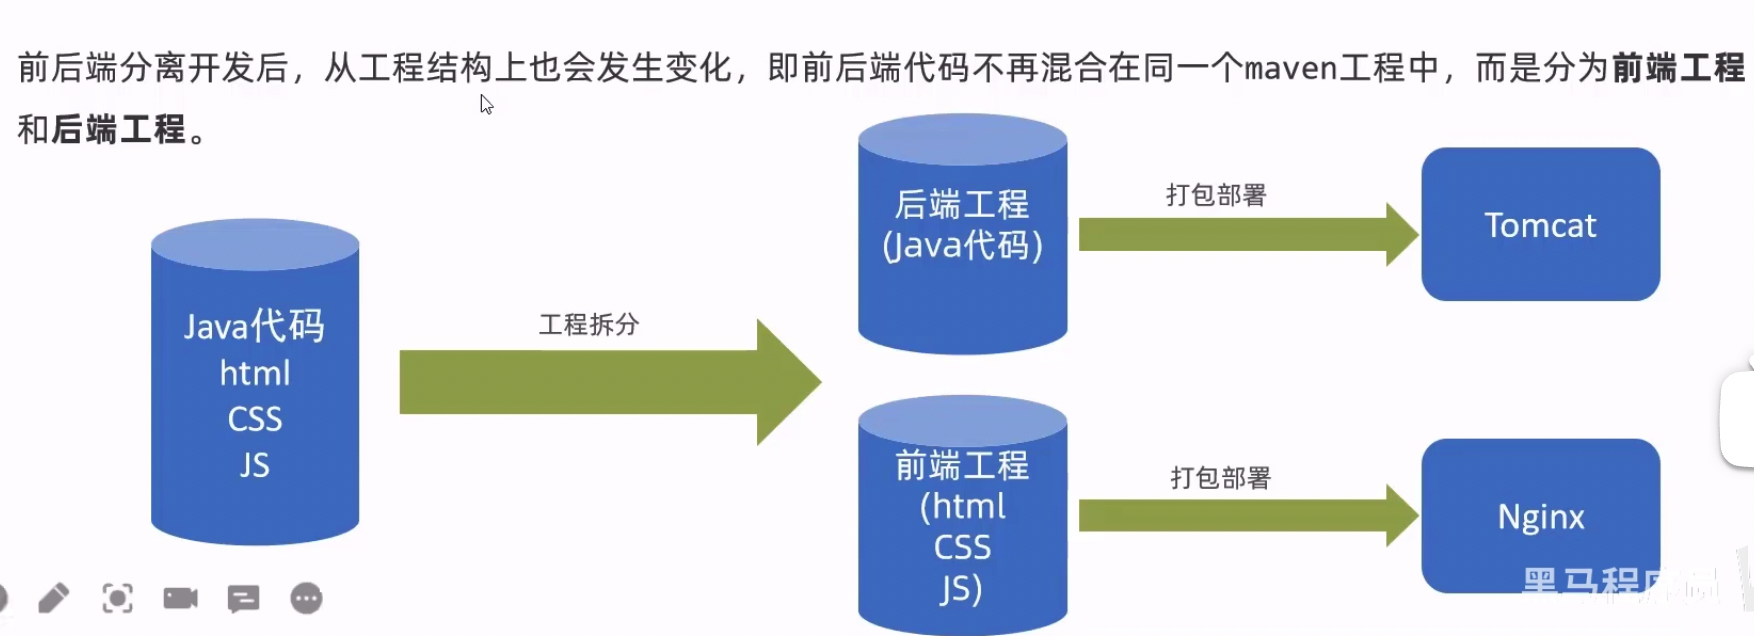 前后端分离开发后，从工程结构上也会发生变化，即前后端代码不再混合在同一个maven工程中，而是分为前端工程
和后端工程。
Java代码
html
CSS
JS
工程拆分
后端工程
(Java代码)
打包部署
Tomcat
前端工程
(html
CSS
JS)
打包部署
Nginx
黑马程序员